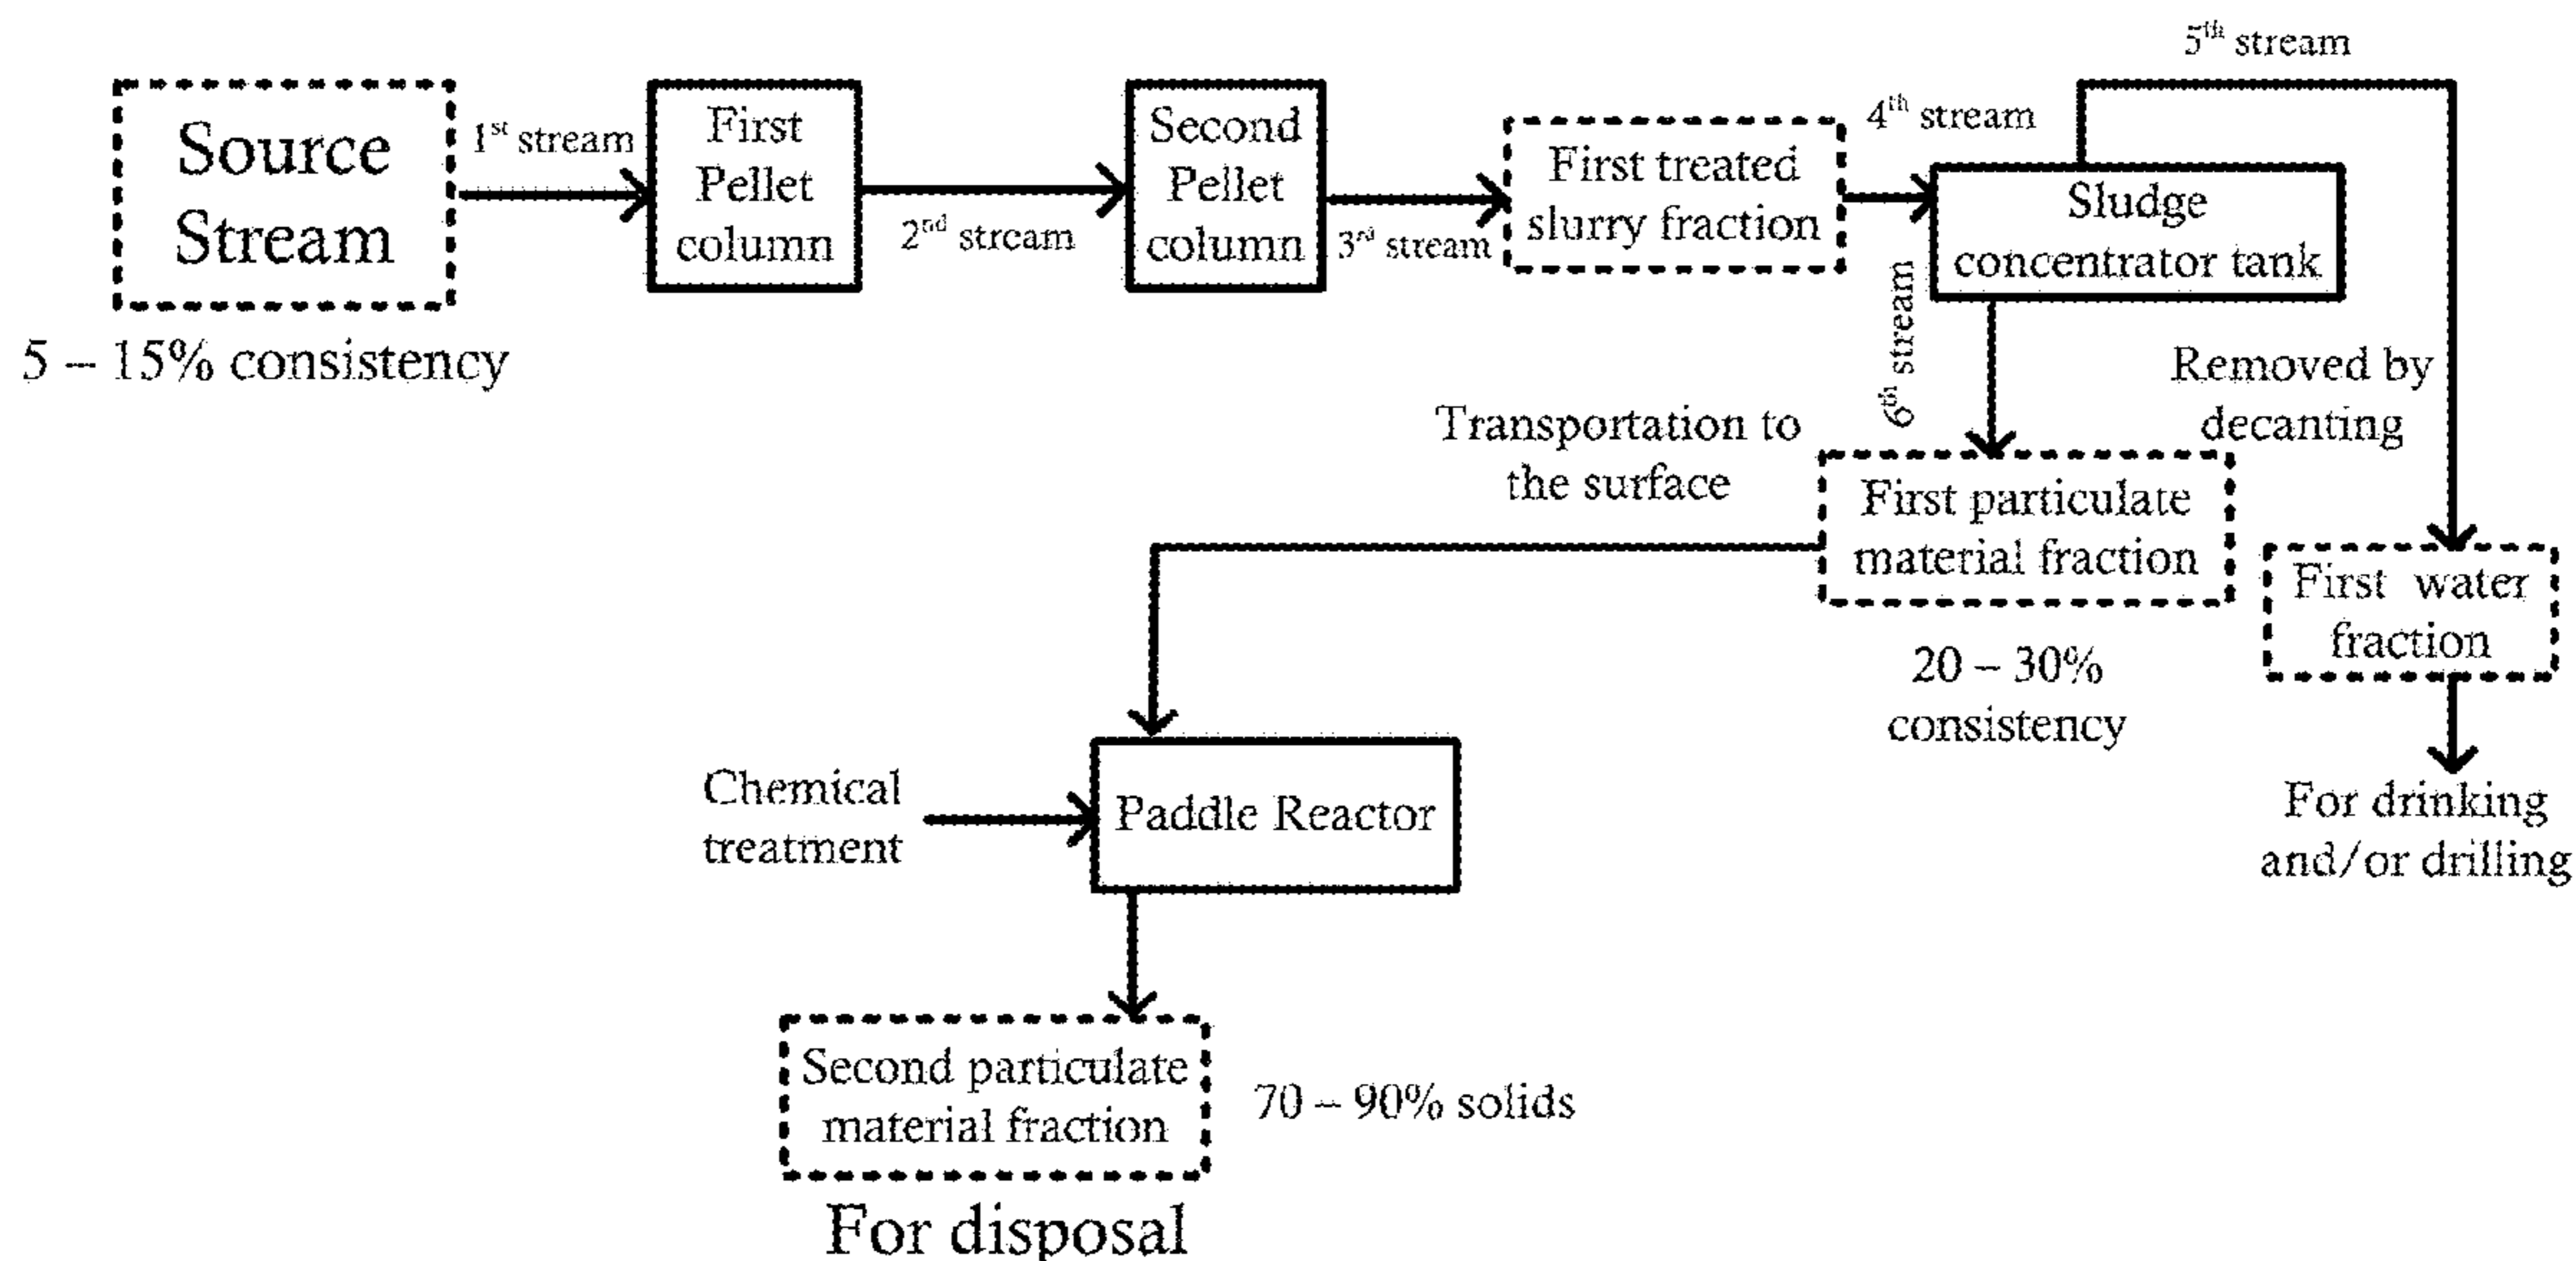 5th stream
Source
Stream
1st stream
First
Pellet
column
2nd stream
Second
Pellet
column
3rd stream
First treated
slurry fraction
4th stream
Sludge
concentrator tank
5 – 15% consistency
6th stream
Removed by
decanting
Transportation to
the surface
First particulate
material fraction
First water
fraction
20 – 30%
consistency
For drinking
and/or drilling
Chemical
treatment
Paddle Reactor
Second particulate
material fraction
70 – 90% solids
For disposal